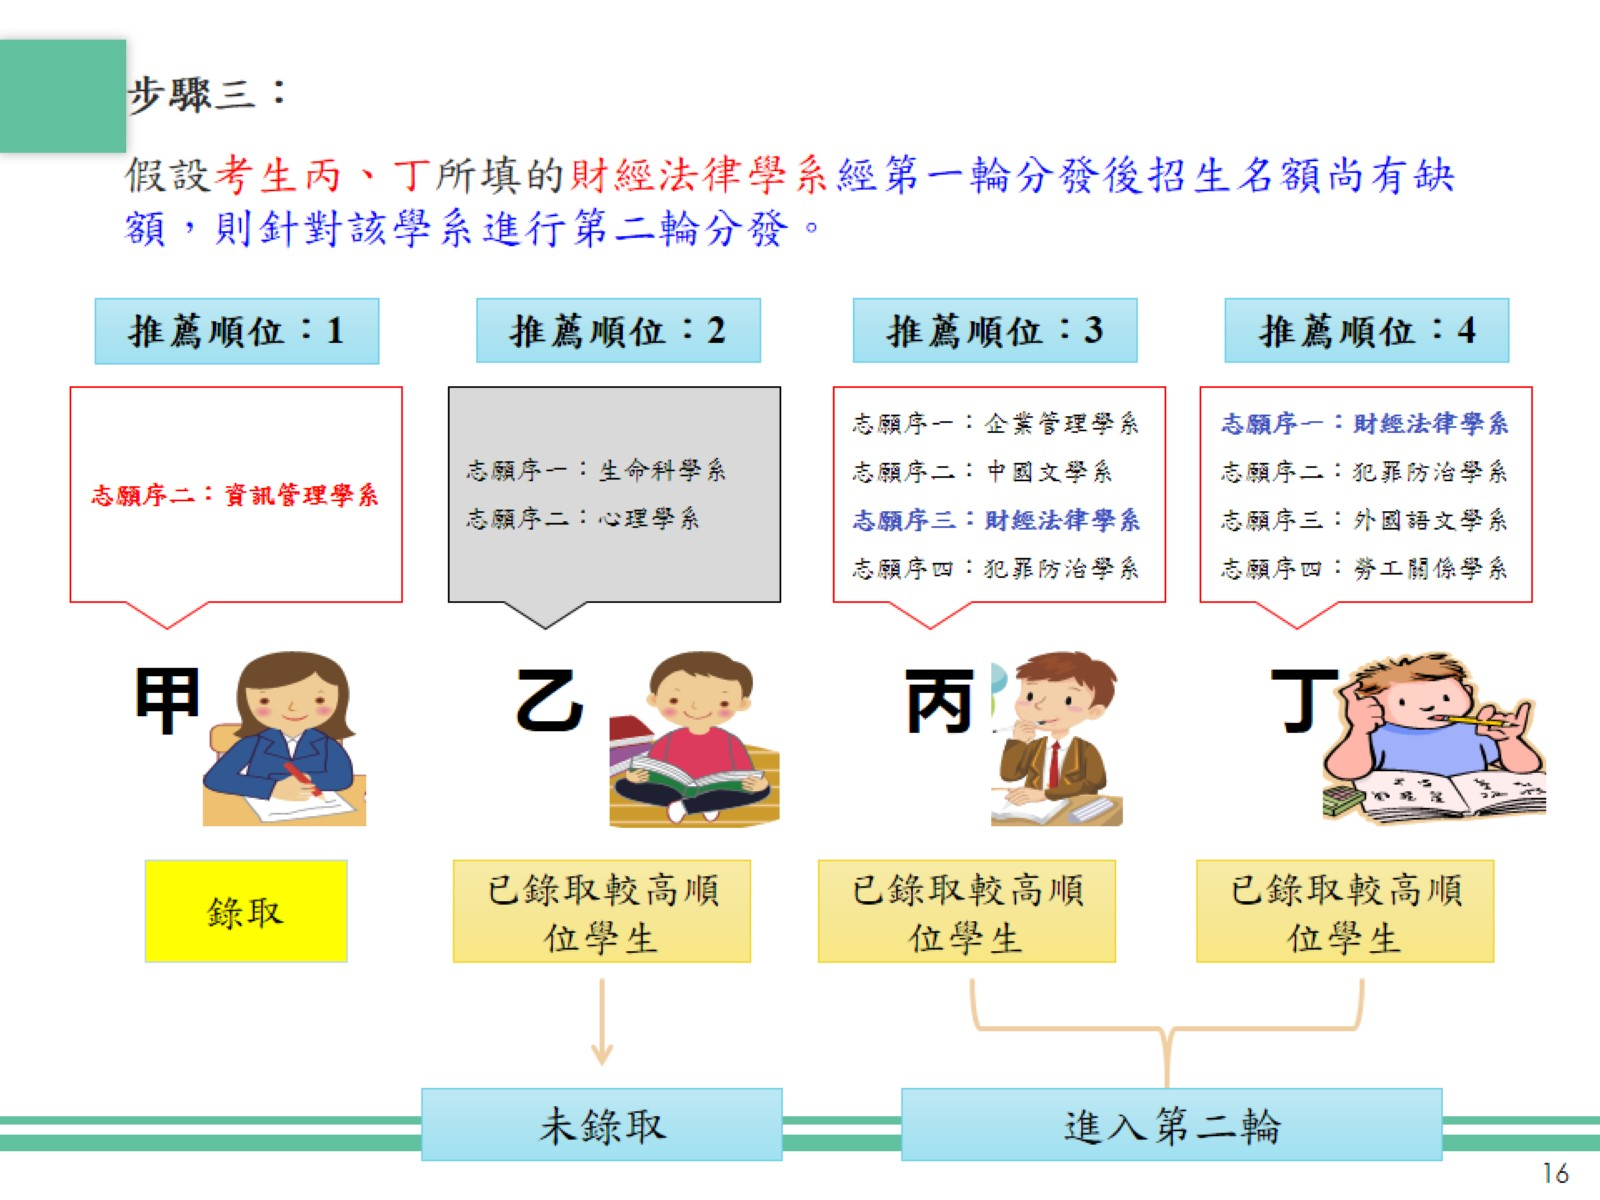 步驟三：
假設考生丙、丁所填的財經法律學系經第一輪分發後招生名額尚有缺
額，則針對該學系進行第二輪分發。
推薦順位：1
推薦順位：2
推薦順位：3
推薦順位：4
志願序二：資訊管理學系
志願序一：生命科學系
志願序二：心理學系
志願序一：企業管理學系
志願序二：中國文學系
志願序三：財經法律學系
志願序四：犯罪防治學系
志願序一：財經法律學系
志願序二：犯罪防治學系
志願序三：外國語文學系
志願序四：勞工關係學系
甲
乙
丙
丁
錄取
已錄取較高順
位學生
已錄取較高順
位學生
已錄取較高順
位學生
未錄取
進入第二輪
16